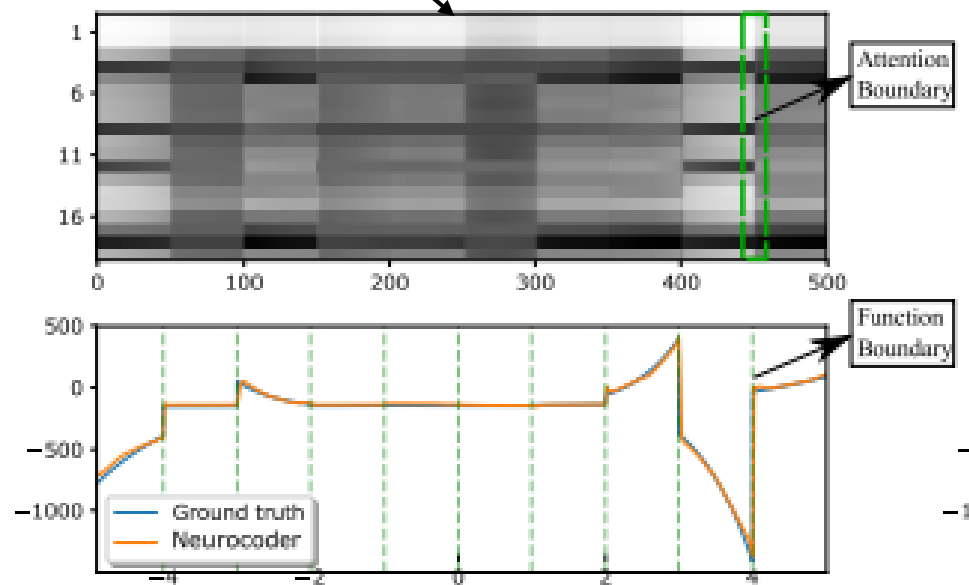 1
6
11
16
0 100 200 300 400 500
Attention
Boundary
500
0
−500
−1000
Ground truth
Neurocoder
−4 −2 0 2 4
Function
Boundary